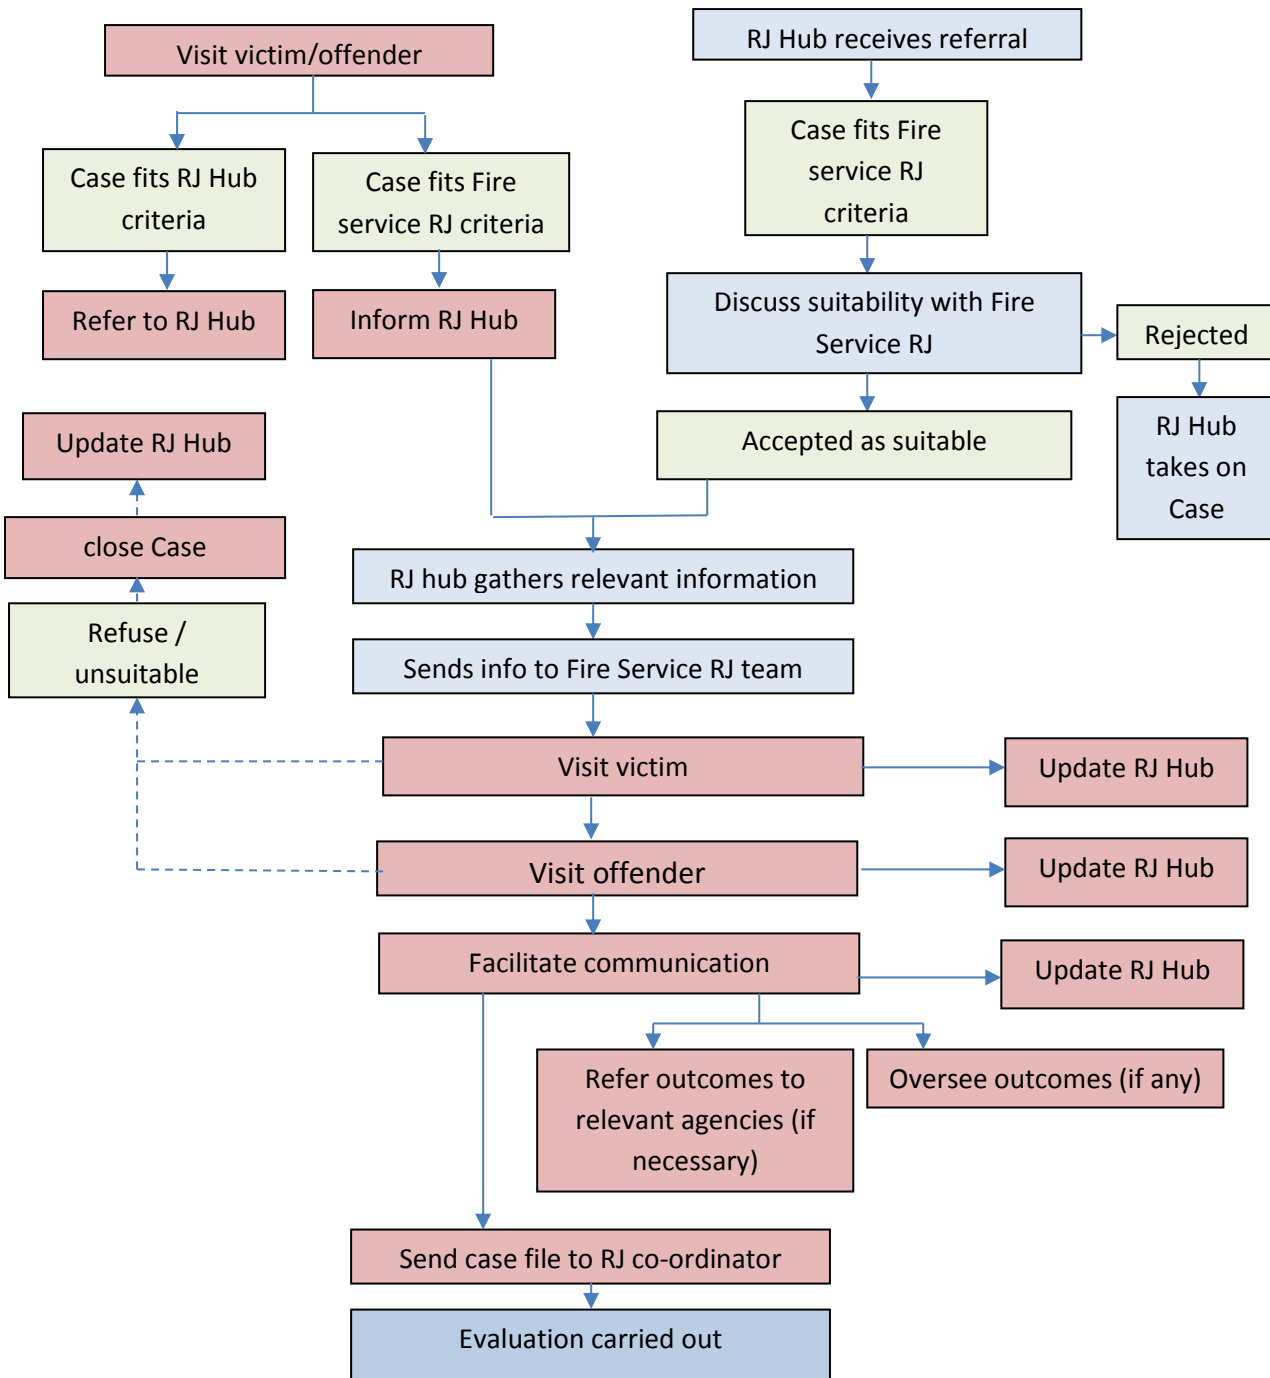 Visit victim/offender
RJ Hub receives referral
Case fits RJ Hub
criteria
Case fits Fire
service RJ criteria
Case fits Fire
service RJ
criteria
Refer to RJ Hub
Inform RJ Hub
Discuss suitability with Fire
Service RJ
Rejected
RJ Hub
takes on
Case
Accepted as suitable
Update RJ Hub
close Case
Refuse /
unsuitable
RJ hub gathers relevant information
Sends info to Fire Service RJ team
Visit victim
Update RJ Hub
Visit offender
Update RJ Hub
Facilitate communication
Update RJ Hub
Refer outcomes to
relevant agencies (if
necessary)
Oversee outcomes (if any)
Send case file to RJ co-ordinator
Evaluation carried out